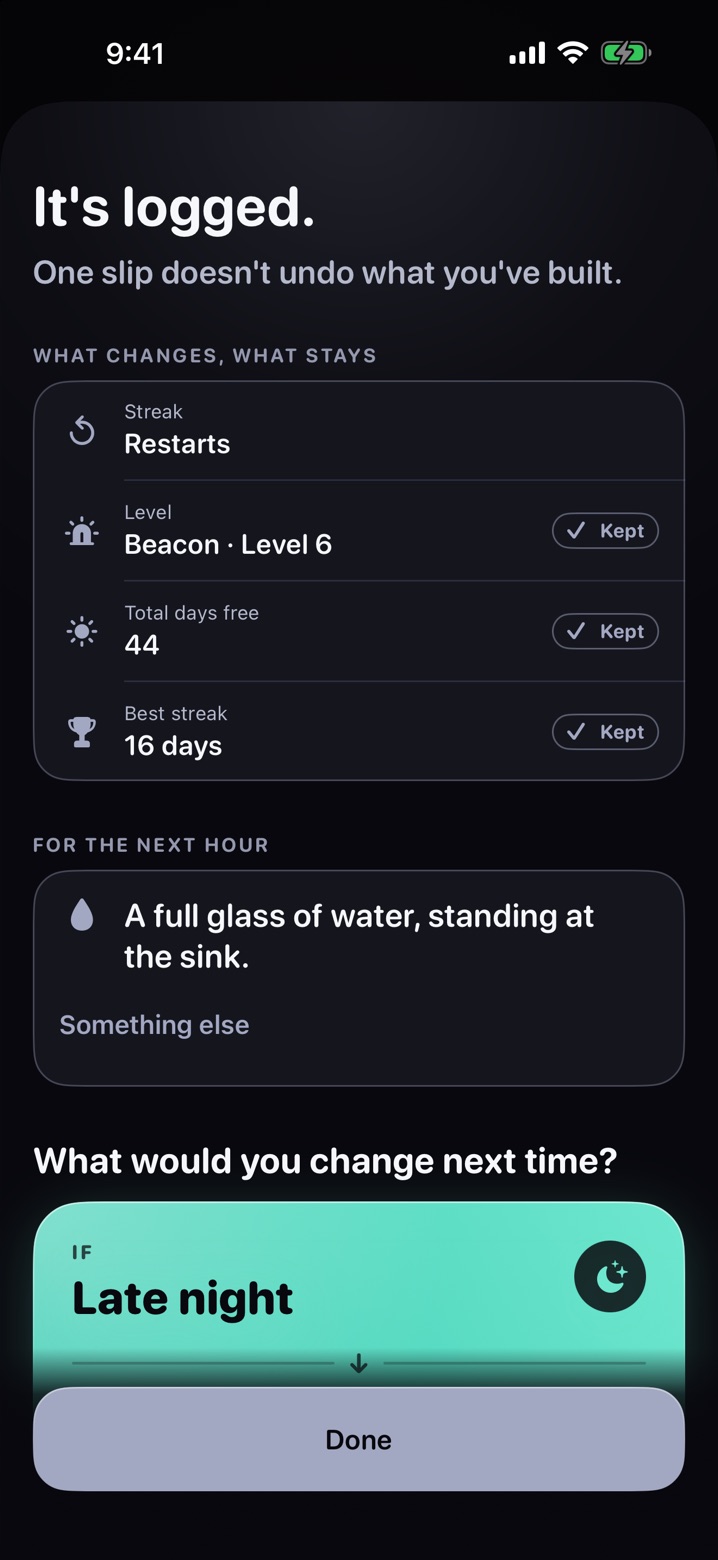 9:41
It's logged.
One slip doesn't undo what you've built.
WHAT CHANGES, WHAT STAYS
Streak
Restarts
Level
Beacon · Level 6
Kept
Total days free
44
Kept
Best streak
16 days
Kept
FOR THE NEXT HOUR
A full glass of water, standing at
the sink.
Something else
What would you change next time?
IF
Late night
Done